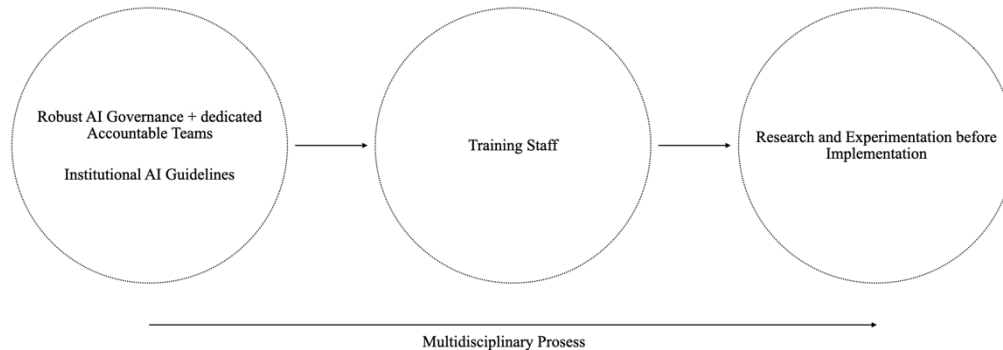 Robust AI Governance + dedicated
Accountable Teams
Institutional AI Guidelines
Training Staff
Research and Experimentation before
Implementation
Multidisciplinary Prosess